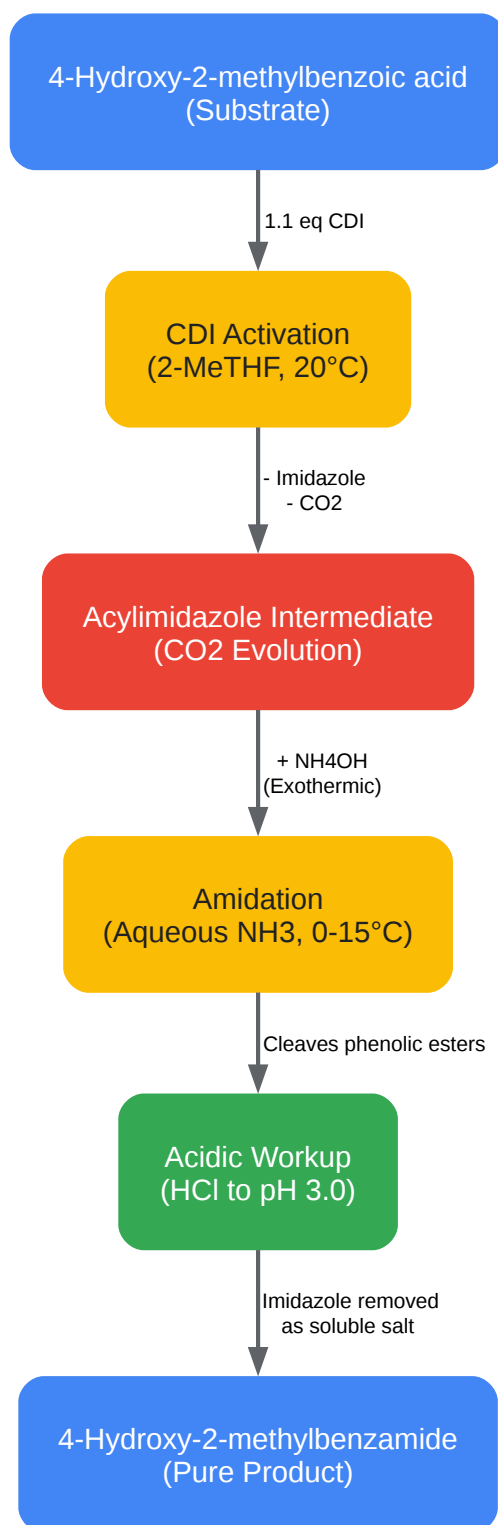 4-Hydroxy-2-methylbenzoic acid
(Substrate)
1.1 eq CDI
CDI Activation
(2-MeTHF, 20°C)
- Imidazole
- CO2
Acylimidazole Intermediate
(CO2 Evolution)
+ NH4OH
(Exothermic)
Amidation
(Aqueous NH3, 0-15°C)
Cleaves phenolic esters
Acidic Workup
(HCl to pH 3.0)
Imidazole removed
as soluble salt
4-Hydroxy-2-methylbenzamide
(Pure Product)